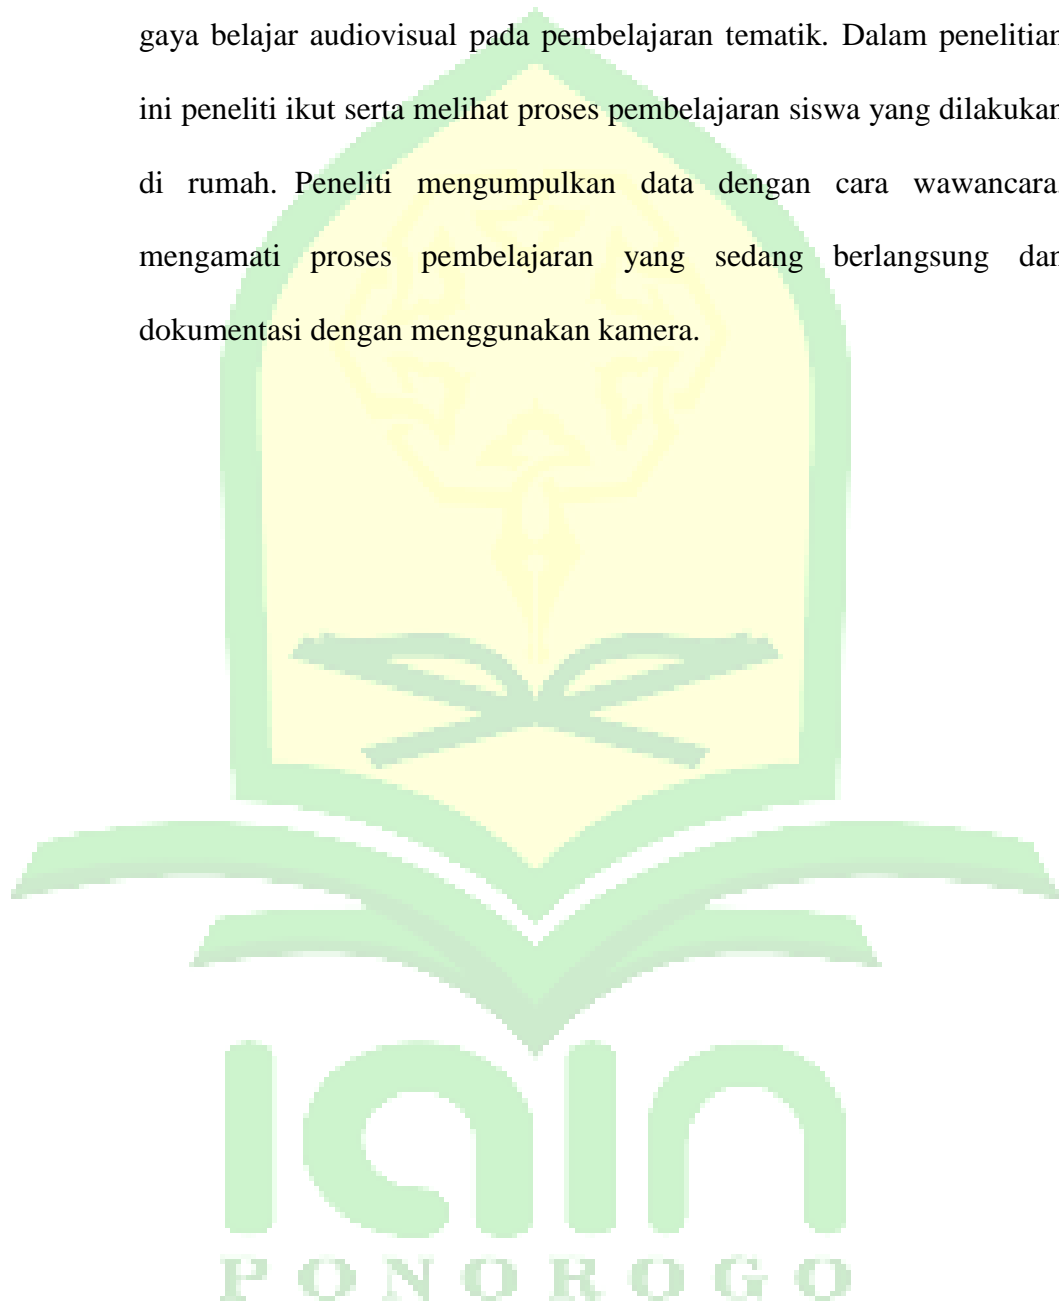 gaya belajar audiovisual pada pembelajaran tematik. Dalam penelitian
ini peneliti ikut serta melihat proses pembelajaran siswa yang dilakukan
di rumah. Peneliti mengumpulkan data dengan cara wawancara,
mengamati proses pembelajaran yang sedang berlangsung dan
dokumentasi dengan menggunakan kamera.
iain
PONOROGO